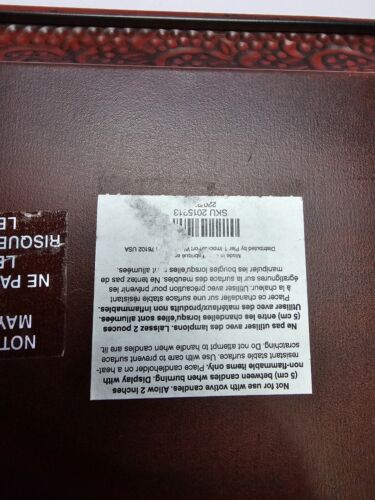 Not for use with votive candles. Allow 2 inches
(5 cm) between candles when burning. Display with
non-flammable items only. Place candleholder on a heat-
resistant stable surface. Use with care to prevent surface
scratching. Do not attempt to handle when candles are lit.
Ne pas utiliser avec des lampions. Laissez 2 pouces
(5 cm) entre les chandelles lorsqu'elles sont allumées.
Utiliser avec des matériaux/produits non inflammables.
Placez ce chandelier sur une surface stable résistant
à la chaleur. Utiliser avec précaution pour prévenir les
égratignures sur la surface des meubles. Ne tentez pas de
manipuler les bougies lorsqu'elles sont allumées.
Made in
Distributed by Pier 1 76102 USA
SKU 2015313
NOT
MAY
NE PA
LE
RISQUE
LE